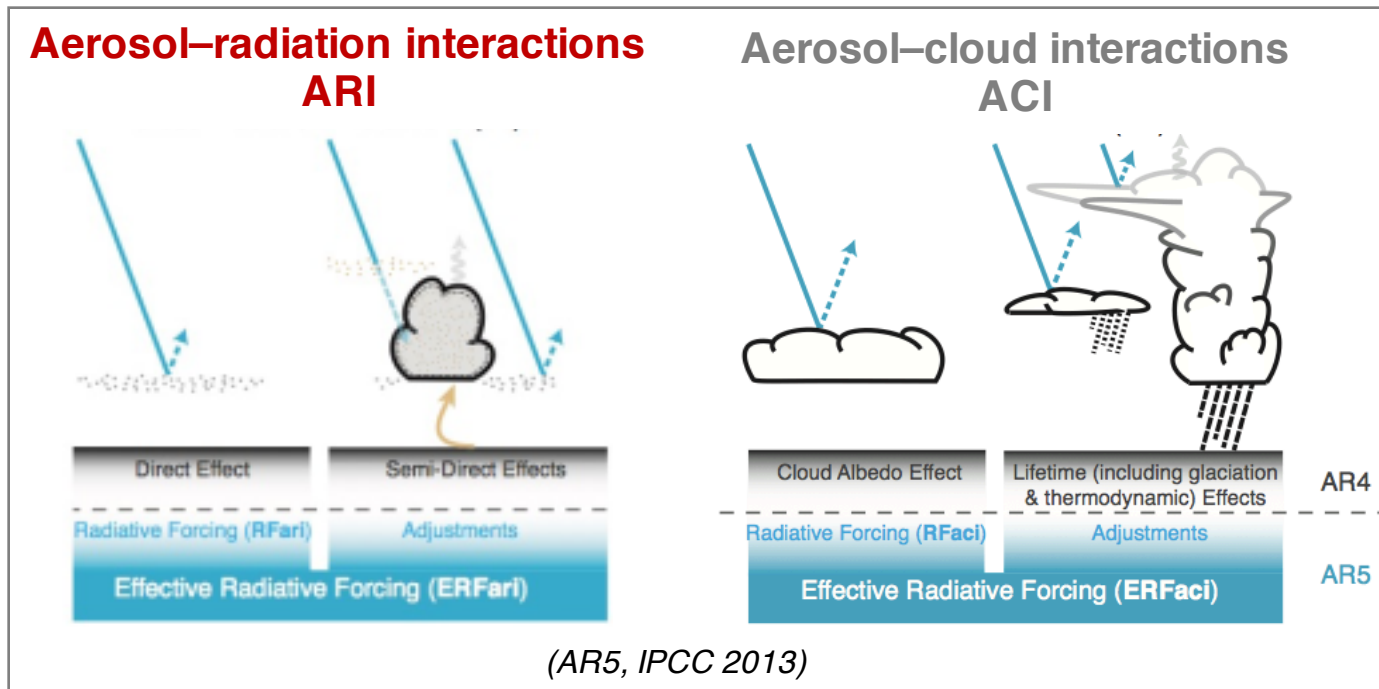 Aerosol–radiation interactions
ARI
Aerosol–cloud interactions
ACI
Direct Effect
Semi-Direct Effects
Radiative Forcing (RFari)
Adjustments
Effective Radiative Forcing (ERFari)
Cloud Albedo Effect
Lifetime (including glaciation
& thermodynamic) Effects
AR4
Radiative Forcing (RFaci)
Adjustments
AR5
Effective Radiative Forcing (ERFaci)
(AR5, IPCC 2013)